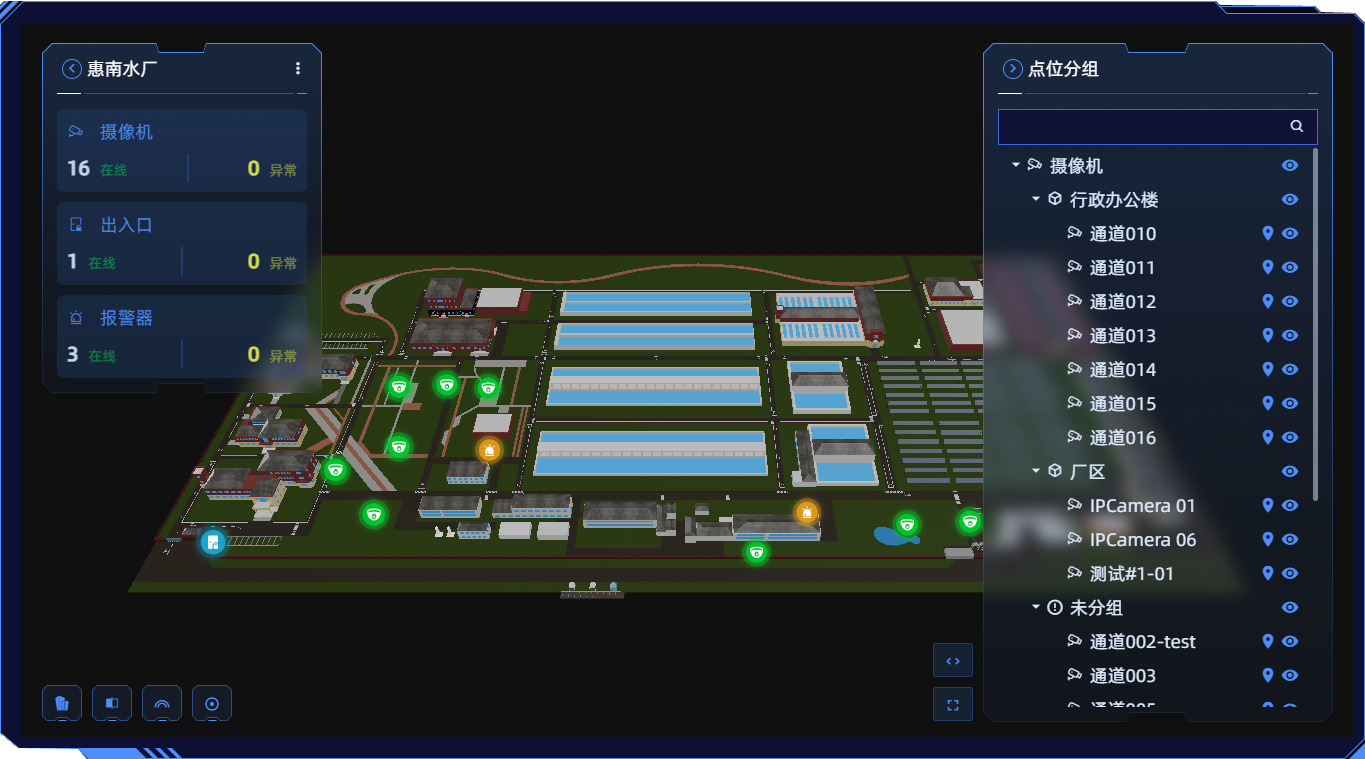 惠南水厂
摄像机
16 在线 0 异常
出入口
1 在线 0 异常
报警器
3 在线 0 异常
点位分组
摄像机
行政办公楼
通道010
通道011
通道012
通道013
通道014
通道015
通道016
厂区
IPCamera 01
IPCamera 06
测试#1-01
未分组
通道002-test
通道003